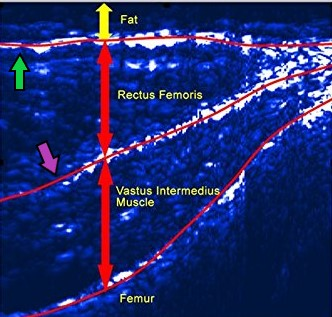 Fat
Rectus Femoris
Vastus Intermedius
Muscle
Femur